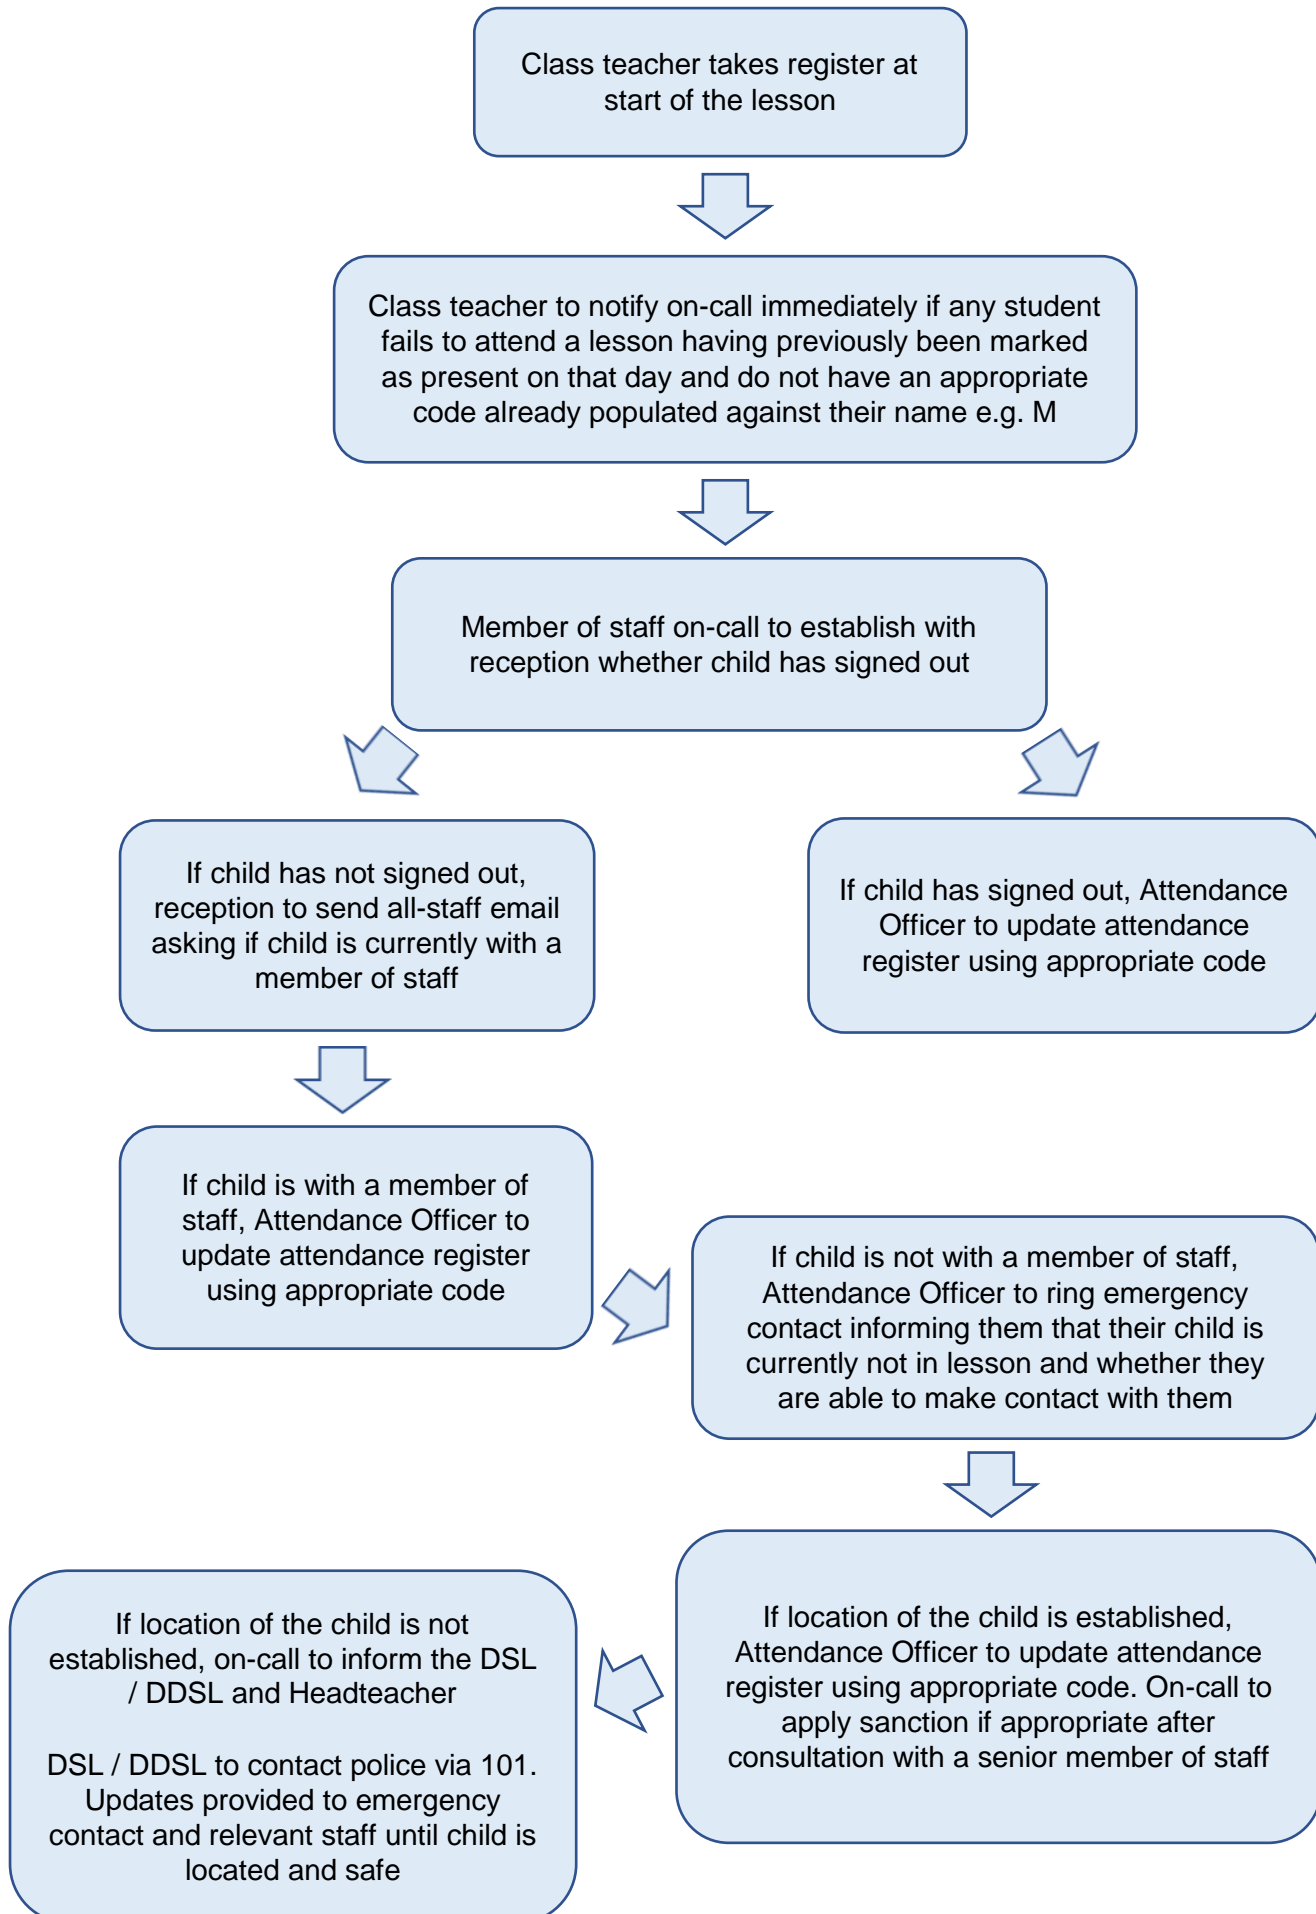 Class teacher takes register at
start of the lesson
Class teacher to notify on-call immediately if any student
fails to attend a lesson having previously been marked
as present on that day and do not have an appropriate
code already populated against their name e.g. M
Member of staff on-call to establish with
reception whether child has signed out
If child has not signed out,
reception to send all-staff email
asking if child is currently with a
member of staff
If child has signed out, Attendance
Officer to update attendance
register using appropriate code
If child is with a member of
staff, Attendance Officer to
update attendance register
using appropriate code
If child is not with a member of staff,
Attendance Officer to ring emergency
contact informing them that their child is
currently not in lesson and whether they
are able to make contact with them
If location of the child is established,
Attendance Officer to update attendance
register using appropriate code. On-call to
apply sanction if appropriate after
consultation with a senior member of staff
If location of the child is not
established, on-call to inform the DSL
/ DDSL and Headteacher
DSL / DDSL to contact police via 101.
Updates provided to emergency
contact and relevant staff until child is
located and safe